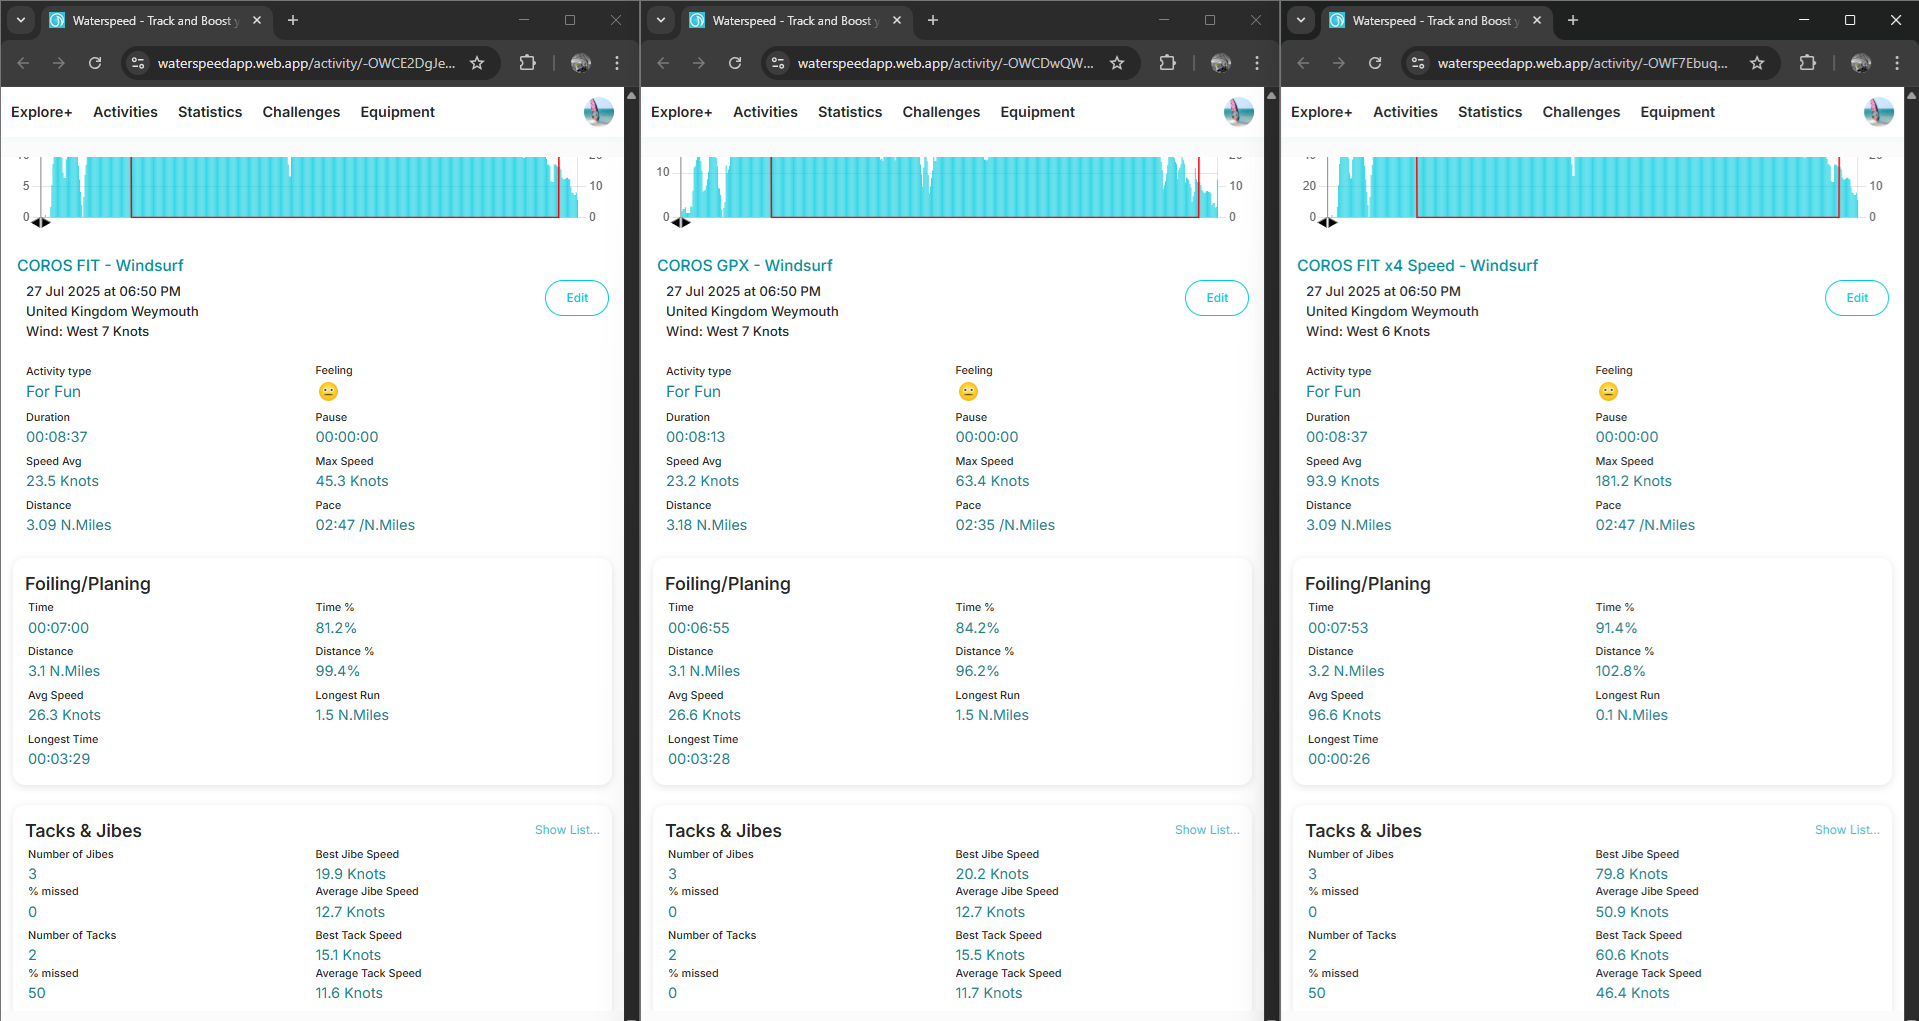 Waterspeed - Track and Boost y
waterspeedapp.web.app/activity/-OWCE2DgJe...
Explore+ Activities Statistics Challenges Equipment
5
0
10
0
COROS FIT - Windsurf
27 Jul 2025 at 06:50 PM
United Kingdom Weymouth
Wind: West 7 Knots
Edit
Activity type Feeling
For Fun
Duration Pause
00:08:37 00:00:00
Speed Avg Max Speed
23.5 Knots 45.3 Knots
Distance Pace
3.09 N.Miles 02:47 /N.Miles
Foiling/Planing
Time Time %
00:07:00 81.2%
Distance Distance %
3.1 N.Miles 99.4%
Avg Speed Longest Run
26.3 Knots 1.5 N.Miles
Longest Time
00:03:29
Tacks & Jibes Show List...
Number of Jibes Best Jibe Speed
3 19.9 Knots
% missed Average Jibe Speed
0 12.7 Knots
Number of Tacks Best Tack Speed
2 15.1 Knots
% missed Average Tack Speed
50 11.6 Knots
Waterspeed - Track and Boost y
waterspeedapp.web.app/activity/-OWCDwQW...
Explore+ Activities Statistics Challenges Equipment
10
0
10
0
COROS GPX - Windsurf
27 Jul 2025 at 06:50 PM
United Kingdom Weymouth
Wind: West 7 Knots
Edit
Activity type Feeling
For Fun
Duration Pause
00:08:13 00:00:00
Speed Avg Max Speed
23.2 Knots 63.4 Knots
Distance Pace
3.18 N.Miles 02:35 /N.Miles
Foiling/Planing
Time Time %
00:06:55 84.2%
Distance Distance %
3.1 N.Miles 96.2%
Avg Speed Longest Run
26.6 Knots 1.5 N.Miles
Longest Time
00:03:28
Tacks & Jibes Show List...
Number of Jibes Best Jibe Speed
3 20.2 Knots
% missed Average Jibe Speed
0 12.7 Knots
Number of Tacks Best Tack Speed
2 15.5 Knots
% missed Average Tack Speed
0 11.7 Knots
Waterspeed - Track and Boost y
waterspeedapp.web.app/activity/-OWF7Ebuq...
Explore+ Activities Statistics Challenges Equipment
20
0
10
0
COROS FIT x4 Speed - Windsurf
27 Jul 2025 at 06:50 PM
United Kingdom Weymouth
Wind: West 6 Knots
Edit
Activity type Feeling
For Fun
Duration Pause
00:08:37 00:00:00
Speed Avg Max Speed
93.9 Knots 181.2 Knots
Distance Pace
3.09 N.Miles 02:47 /N.Miles
Foiling/Planing
Time Time %
00:07:53 91.4%
Distance Distance %
3.2 N.Miles 102.8%
Avg Speed Longest Run
96.6 Knots 0.1 N.Miles
Longest Time
00:00:26
Tacks & Jibes Show List...
Number of Jibes Best Jibe Speed
3 79.8 Knots
% missed Average Jibe Speed
0 50.9 Knots
Number of Tacks Best Tack Speed
2 60.6 Knots
% missed Average Tack Speed
50 46.4 Knots